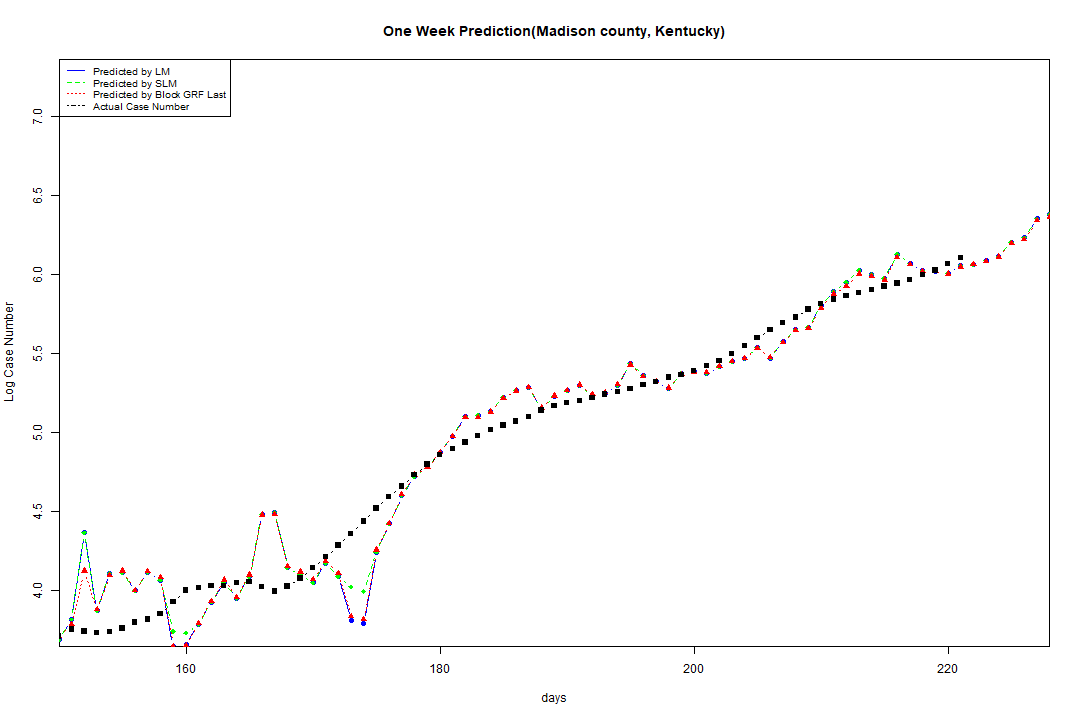 One Week Prediction(Madison county, Kentucky)
Predicted by LM
Predicted by SLM
Predicted by Block GRF Last
Actual Case Number
7.0
6.5
6.0
5.5
5.0
4.5
4.0
Log Case Number
160
180
200
220
days